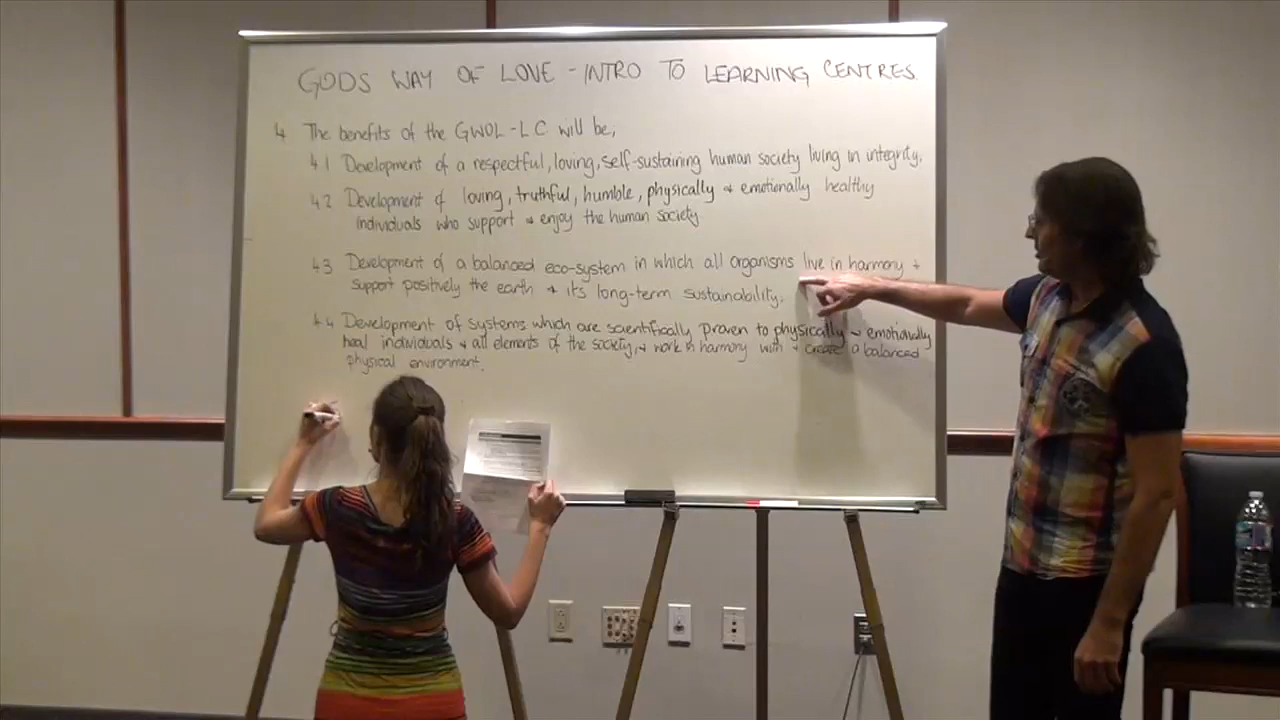 GODS WAY OF LOVE - INTRO TO LEARNING CENTRES
4 The benefits of the GWOL-LC will be,
4.1 Development of a respectful, loving, self-sustaining human society living in integrity.
4.2 Development of loving, truthful, humble, physically + emotionally healthy
individuals who support + enjoy the human society
4.3 Development of a balanced eco-system in which all organisms live in harmony +
support positively the earth + its long-term sustainability.
4.4 Development of systems which are scientifically proven to physically + emotionally
heal individuals + all elements of the society, + work in harmony with + create a balanced
physical environment.